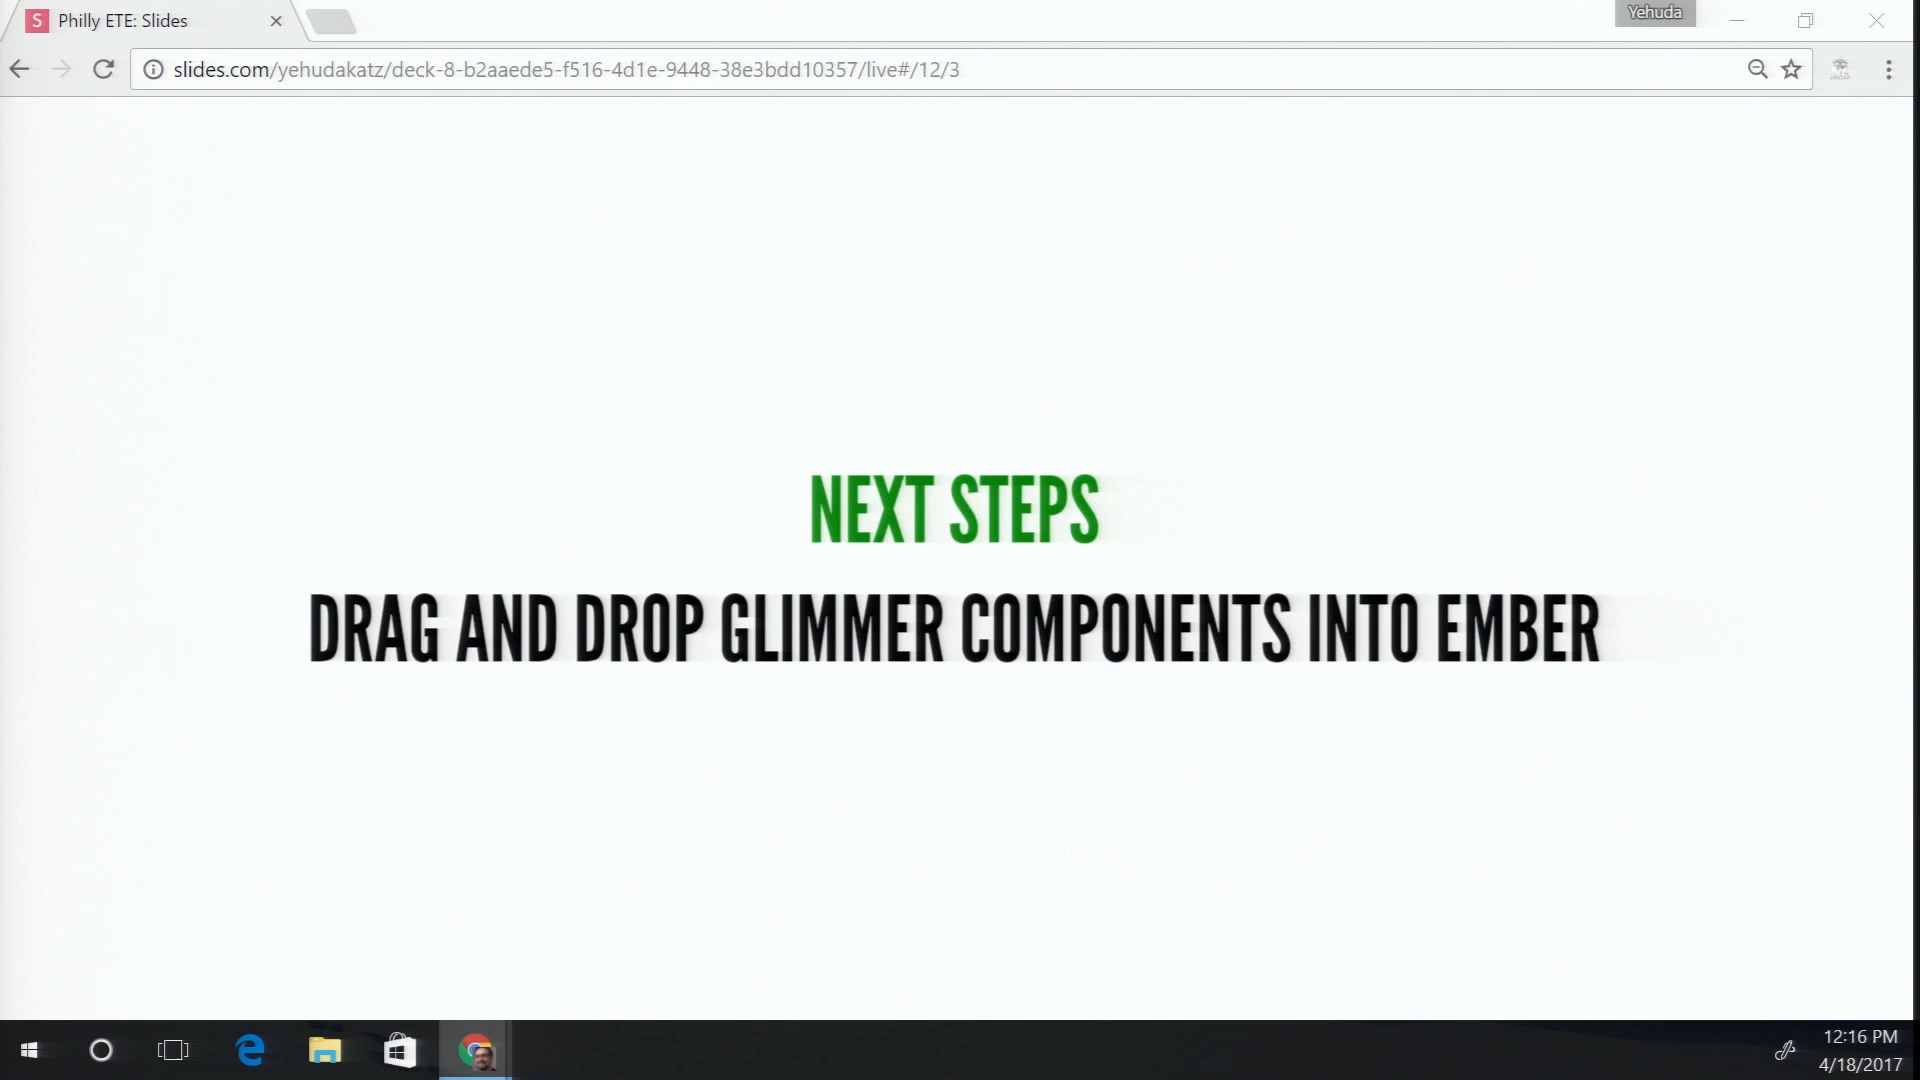 S Philly ETE: Slides
Yehuda
slides.com/yehudakatz/deck-8-b2aaede5-f516-4d1e-9448-38e3bdd10357/live#/12/3
NEXT STEPS
DRAG AND DROP GLIMMER COMPONENTS INTO EMBER
12:16 PM
4/18/2017